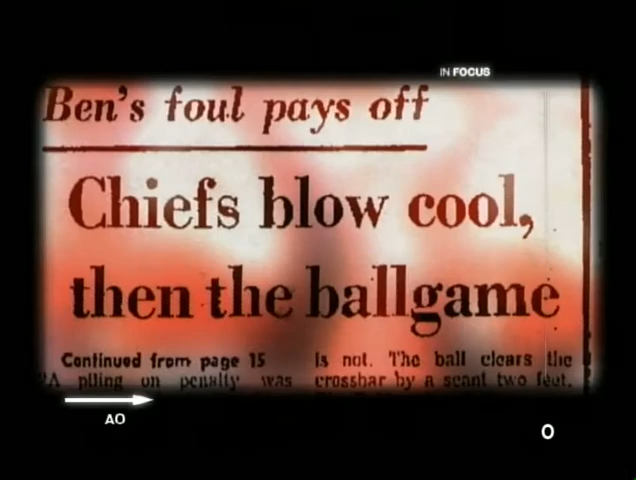 IN FOCUS
Ben's foul pays off
Chiefs blow cool,
then the ballgame
Continued from page 15
A piling on penalty was
is not. The ball clears the
crossbar by a scant two feet.
AO
O